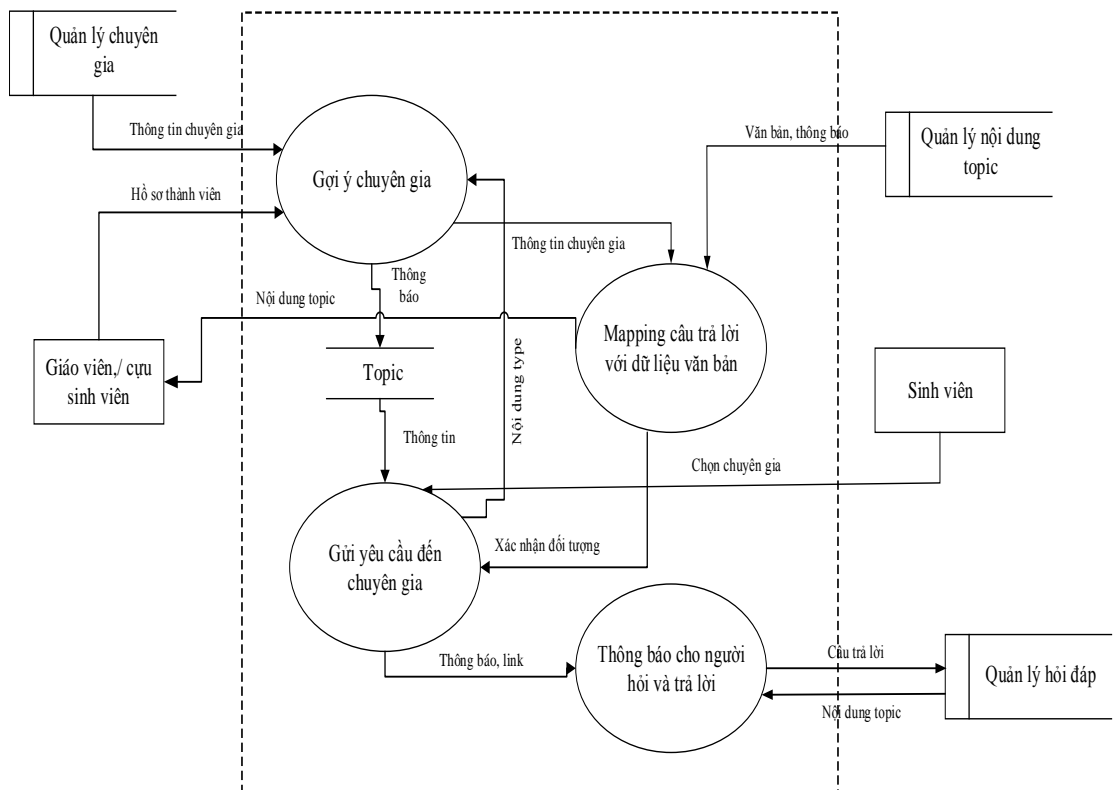 Quản lý chuyên
gia
Thông tin chuyên gia
Văn bản, thông báo
Quản lý nội dung
topic
Gợi ý chuyên gia
Hồ sơ thành viên
Thông tin chuyên gia
Thông
báo
Nội dung topic
Nội dung type
Mapping câu trả lời
với dữ liệu văn bản
Giáo viên,/ cựu
sinh viên
Topic
Sinh viên
Thông tin
Chọn chuyên gia
Gửi yêu cầu đến
chuyên gia
Xác nhận đối tượng
Thông báo, link
Thông báo cho người
hỏi và trả lời
Câu trả lời
Quản lý hỏi đáp
Nội dung topic